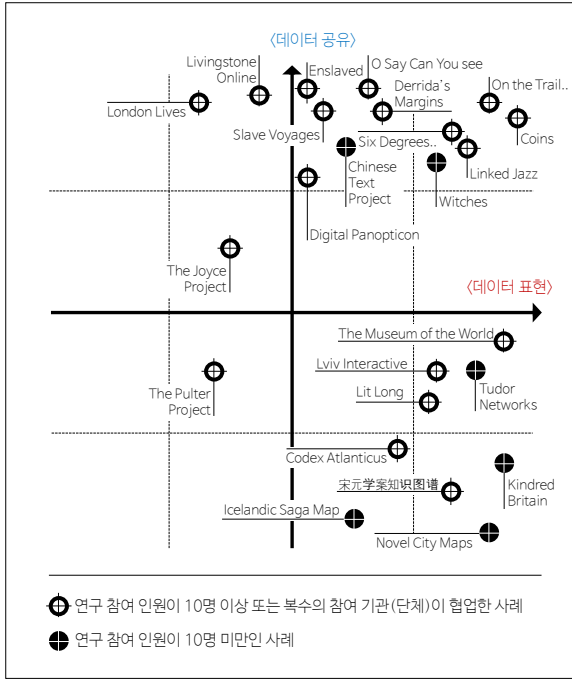 〈데이터 공유〉
Livingstone
Online
Enslaved
O Say Can You see
Derrida's
Margins
On the Trail..
London Lives
Slave Voyages
Six Degrees..
Coins
Chinese
Text
Project
Linked Jazz
Witches
Digital Panopticon
The Joyce
Project
〈데이터 표현〉
The Museum of the World
Lviv Interactive
The Pulter
Project
Lit Long
Tudor
Networks
Codex Atlanticus
宋元学案知识图谱
Kindred
Britain
Icelandic Saga Map
Novel City Maps
연구 참여 인원이 10명 이상 또는 복수의 참여 기관(단체)이 협업한 사례
연구 참여 인원이 10명 미만인 사례